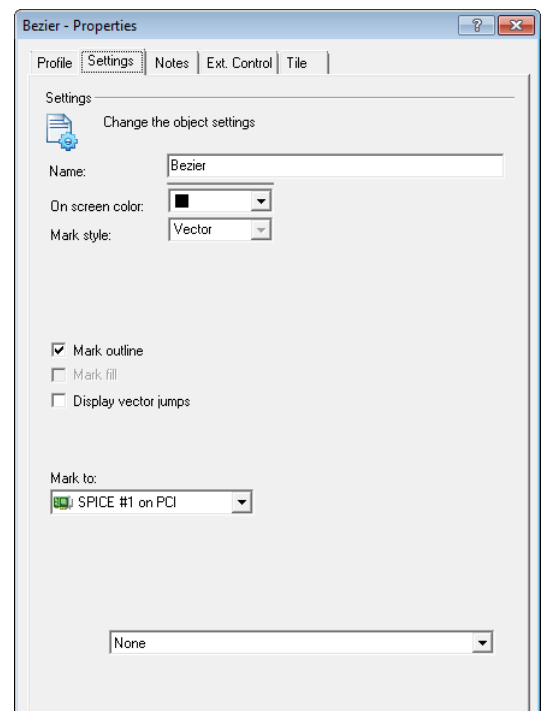 Bezier - Properties
Profile Settings Notes Ext. Control Tile
Settings
Change the object settings
Name: Bezier
On screen color:
Mark style: Vector
Mark outline
Mark fill
Display vector jumps
Mark to:
SPICE #1 on PCI
None